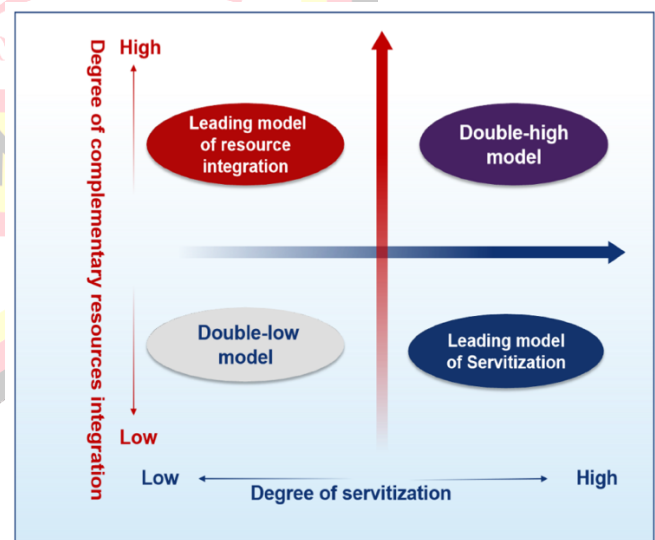 Degree of complementary resources integration
High
Leading model
of resource
integration
Double-high
model
Double-low
model
Leading model
of Servitization
Low
Low
Degree of servitization
High